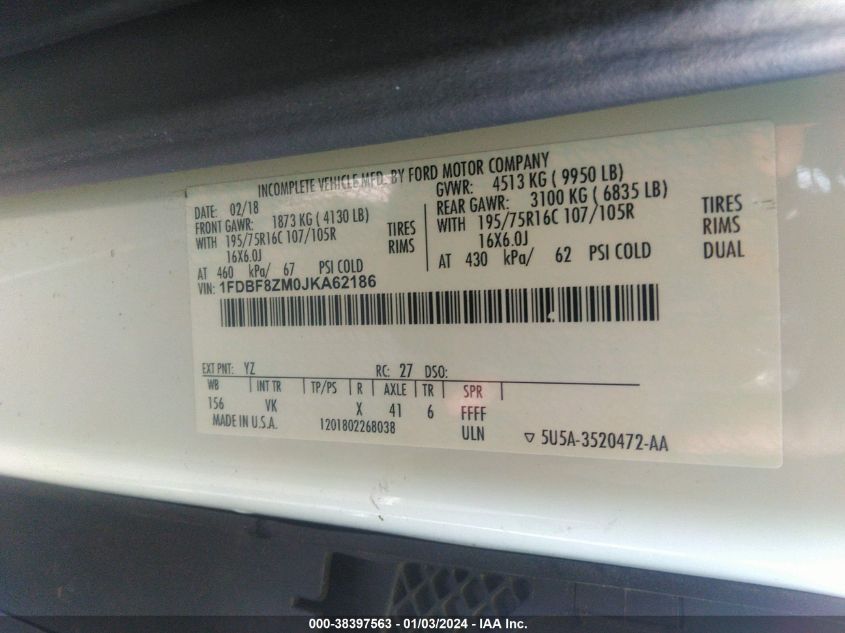 INCOMPLETE VEHICLE MFD. BY FORD MOTOR COMPANY
DATE: 02/18
GVWR: 4513 KG ( 9950 LB)
FRONT GAWR: 1873 KG ( 4130 LB)
REAR GAWR: 3100 KG ( 6835 LB)
WITH 195/75R16C 107/105R TIRES
WITH 195/75R16C 107/105R TIRES
16X6.0J RIMS
16X6.0J RIMS
AT 460 kPa/ 67 PSI COLD
AT 430 kPa/ 62 PSI COLD DUAL
VIN: 1FDBF8ZM0JKA62186
EXT PNT: YZ RC: 27 DSO:
WB INT TR TP/PS R AXLE TR SPR
156 VK X 41 6 FFFF
MADE IN U.S.A. 1201802268038 ULN
5U5A-3520472-AA
000-38397563 - 01/03/2024 - IAA Inc.